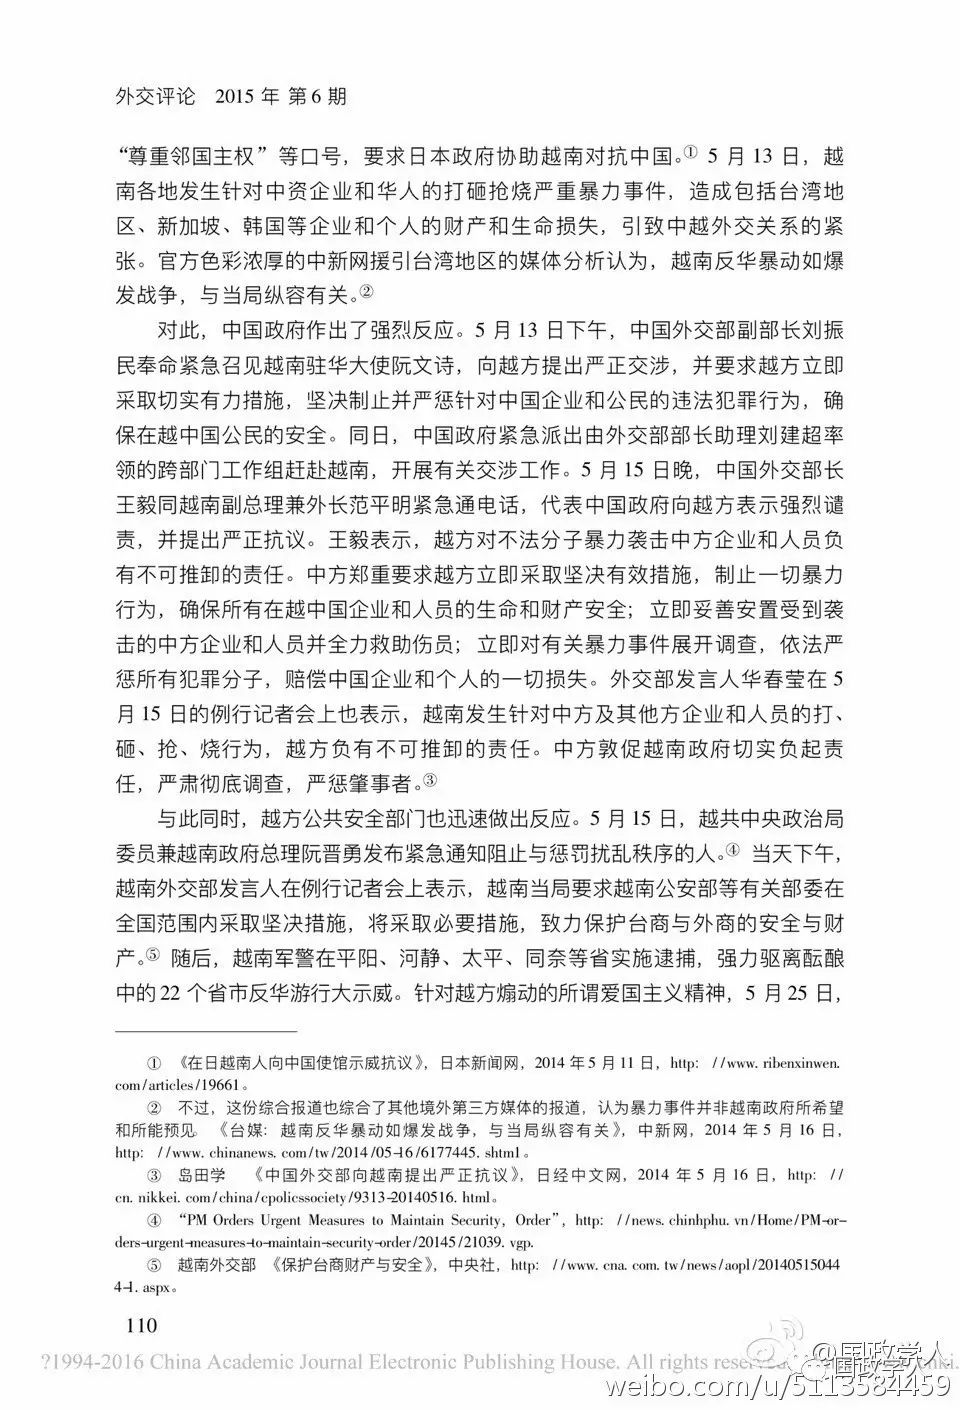 外交评论 2015 年 第 6 期
“尊重邻国主权”等口号，要求日本政府协助越南对抗中国。① 5 月 13 日，越
南各地发生针对中资企业和华人的打砸抢烧严重暴力事件，造成包括台湾地
区、新加坡、韩国等企业和个人的财产和生命损失，引致中越外交关系的紧
张。官方色彩浓厚的中新网援引台湾地区的媒体分析认为，越南反华暴动如爆
发战争，与当局纵容有关。②
对此，中国政府作出了强烈反应。5 月 13 日下午，中国外交部副部长刘振
民奉命紧急召见越南驻华大使阮文诗，向越方提出严正交涉，并要求越方立即
采取切实有力措施，坚决制止并严惩针对中国企业和公民的违法犯罪行为，确
保在越中国公民的安全。同日，中国政府紧急派出由外交部部长助理刘建超率
领的跨部门工作组赶赴越南，开展有关交涉工作。5 月 15 日晚，中国外交部长
王毅同越南副总理兼外长范平明紧急通电话，代表中国政府向越方表示强烈谴
责，并提出严正抗议。王毅表示，越方对不法分子暴力袭击中方企业和人员负
有不可推卸的责任。中方郑重要求越方立即采取坚决有效措施，制止一切暴力
行为，确保所有在越中国企业和人员的生命和财产安全；立即妥善安置受到袭
击的中方企业和人员并全力救助伤员；立即对有关暴力事件展开调查，依法严
惩所有犯罪分子，赔偿中国企业和个人的一切损失。外交部发言人华春莹在 5
月 15 日的例行记者会上也表示，越南发生针对中方及其他方企业和人员的打、
砸、抢、烧行为，越方负有不可推卸的责任。中方敦促越南政府切实负起责
任，严肃彻底调查，严惩肇事者。③
与此同时，越方公共安全部门也迅速做出反应。5 月 15 日，越共中央政治局
委员兼越南政府总理阮晋勇发布紧急通知阻止与惩罚扰乱秩序的人。④ 当天下午，
越南外交部发言人在例行记者会上表示，越南当局要求越南公安部等有关部委在
全国范围内采取坚决措施，将采取必要措施，致力保护台商与外商的安全与财
产。⑤ 随后，越南军警在平阳、河静、太平、同奈等省实施逮捕，强力驱离酝酿
中的 22 个省市反华游行大示威。针对越方煽动的所谓爱国主义精神，5 月 25 日，
① 《在日越南人向中国使馆示威抗议》，日本新闻网，2014 年 5 月 11 日，http: //www. ribenxinwen.
com/articles/19661。
② 不过，这份综合报道也综合了其他境外第三方媒体的报道，认为暴力事件并非越南政府所希望
和所能预见。《台媒：越南反华暴动如爆发战争，与当局纵容有关》，中新网，2014 年 5 月 16 日，
http: //www. chinanews. com/tw/2014/05-16/6177445. shtml。
③ 岛田学 《中国外交部向越南提出严正抗议》，日经中文网，2014 年 5 月 16 日，http: //
cn. nikkei. com/china/cpolicssociety/9313-20140516. html。
④ “PM Orders Urgent Measures to Maintain Security, Order”, http: //news. chinhphu. vn/Home/PM-or-
ders-urgent-measures-to-maintain-security-order/20145/21039. vgp.
⑤ 越南外交部 《保护台商财产与安全》，中央社，http: //www. cna. com. tw/news/aopl/20140515044
4-1. aspx。
110
?1994-2016 China Academic Journal Electronic Publishing House. All rights reserved.
@国政学人
国政学人
weibo.com/u/5113584459